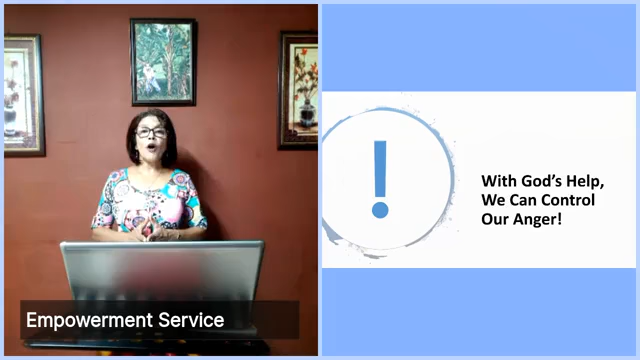 Empowerment Service
With God's Help,
We Can Control
Our Anger!